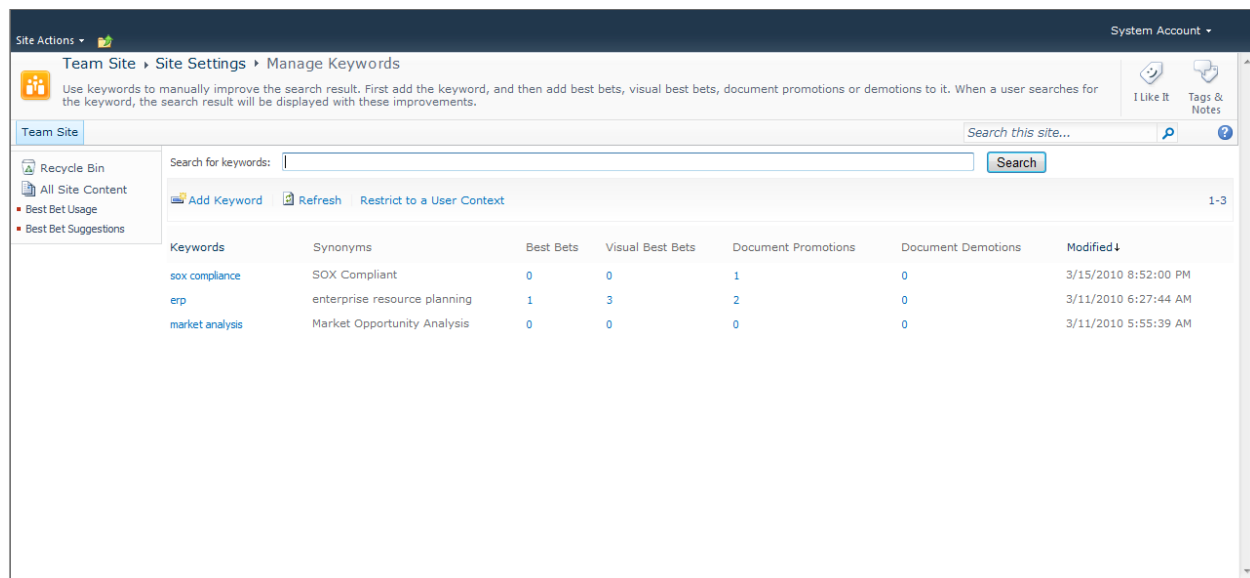 System Account
Site Actions
Team Site Site Settings Manage Keywords
Use keywords to manually improve the search result. First add the keyword, and then add best bets, visual best bets, document promotions or demotions to it. When a user searches for
the keyword, the search result will be displayed with these improvements.
I Like It
Tags &
Notes
Team Site
Search this site...
Recycle Bin
All Site Content
Best Bet Usage
Best Bet Suggestions
Search for keywords:
Search
Add Keyword Refresh Restrict to a User Context 1-3
Keywords Synonyms Best Bets Visual Best Bets Document Promotions Document Demotions Modified↓
sox compliance SOX Compliant 0 0 1 0 3/15/2010 8:52:00 PM
erp enterprise resource planning 1 3 2 0 3/11/2010 6:27:44 AM
market analysis Market Opportunity Analysis 0 0 0 0 3/11/2010 5:55:39 AM